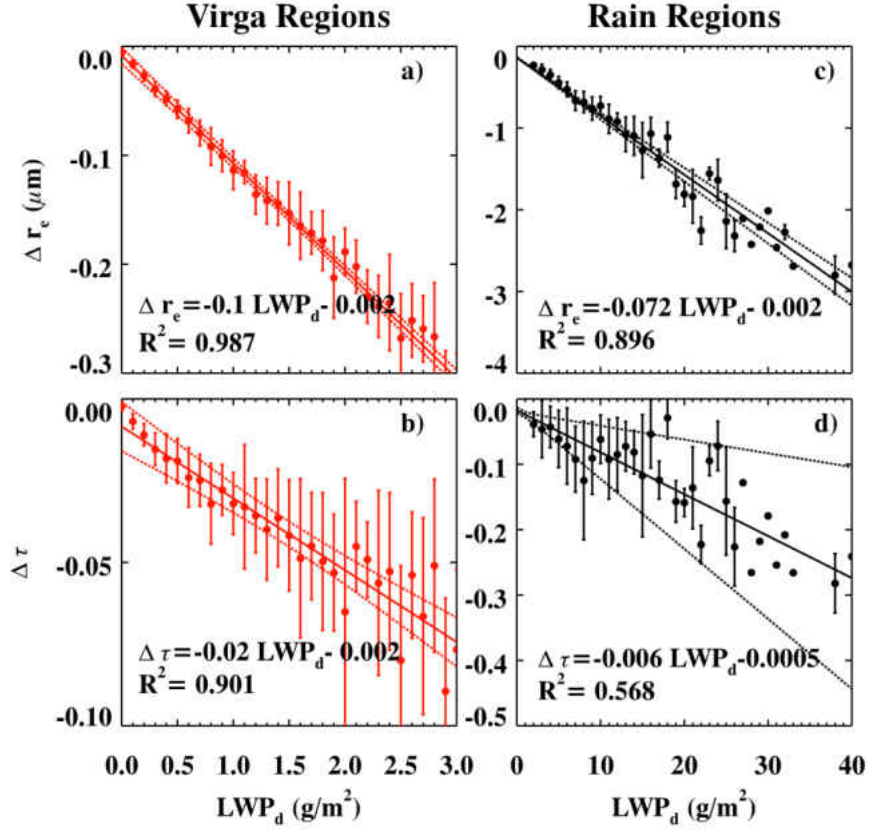 Virga Regions
Rain Regions
0.0
-0.1
-0.2
-0.3
Δ r_e (μm)
a)
Δ r_e=-0.1 LWP_d- 0.002
R²= 0.987
0.0
-1
-2
-3
-4
c)
Δ r_e=-0.072 LWP_d- 0.002
R²= 0.896
0.00
-0.05
-0.10
Δ τ
b)
Δ τ=-0.02 LWP_d- 0.002
R²= 0.901
0.0
-0.1
-0.2
-0.3
-0.4
-0.5
d)
Δ τ=-0.006 LWP_d-0.0005
R²= 0.568
0.0 0.5 1.0 1.5 2.0 2.5 3.0
LWP_d (g/m²)
0 10 20 30 40
LWP_d (g/m²)